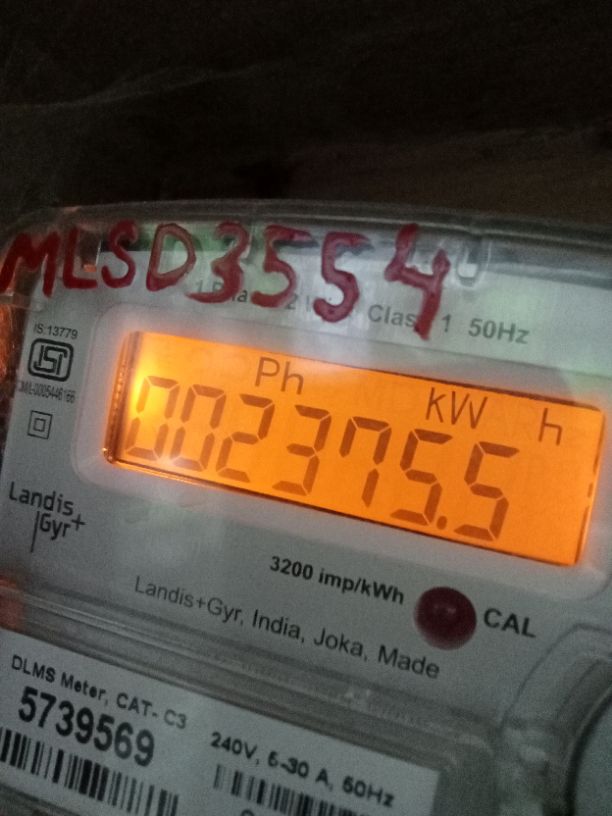 MLSD3554
Class 1 50Hz
IS:13779
Ph kW h
002375.5
Landis
Gyr+
3200 imp/kWh
CAL
Landis+Gyr, India, Joka, Made
DLMS Meter, CAT- C3
5739569
240V, 5-30 A, 50Hz